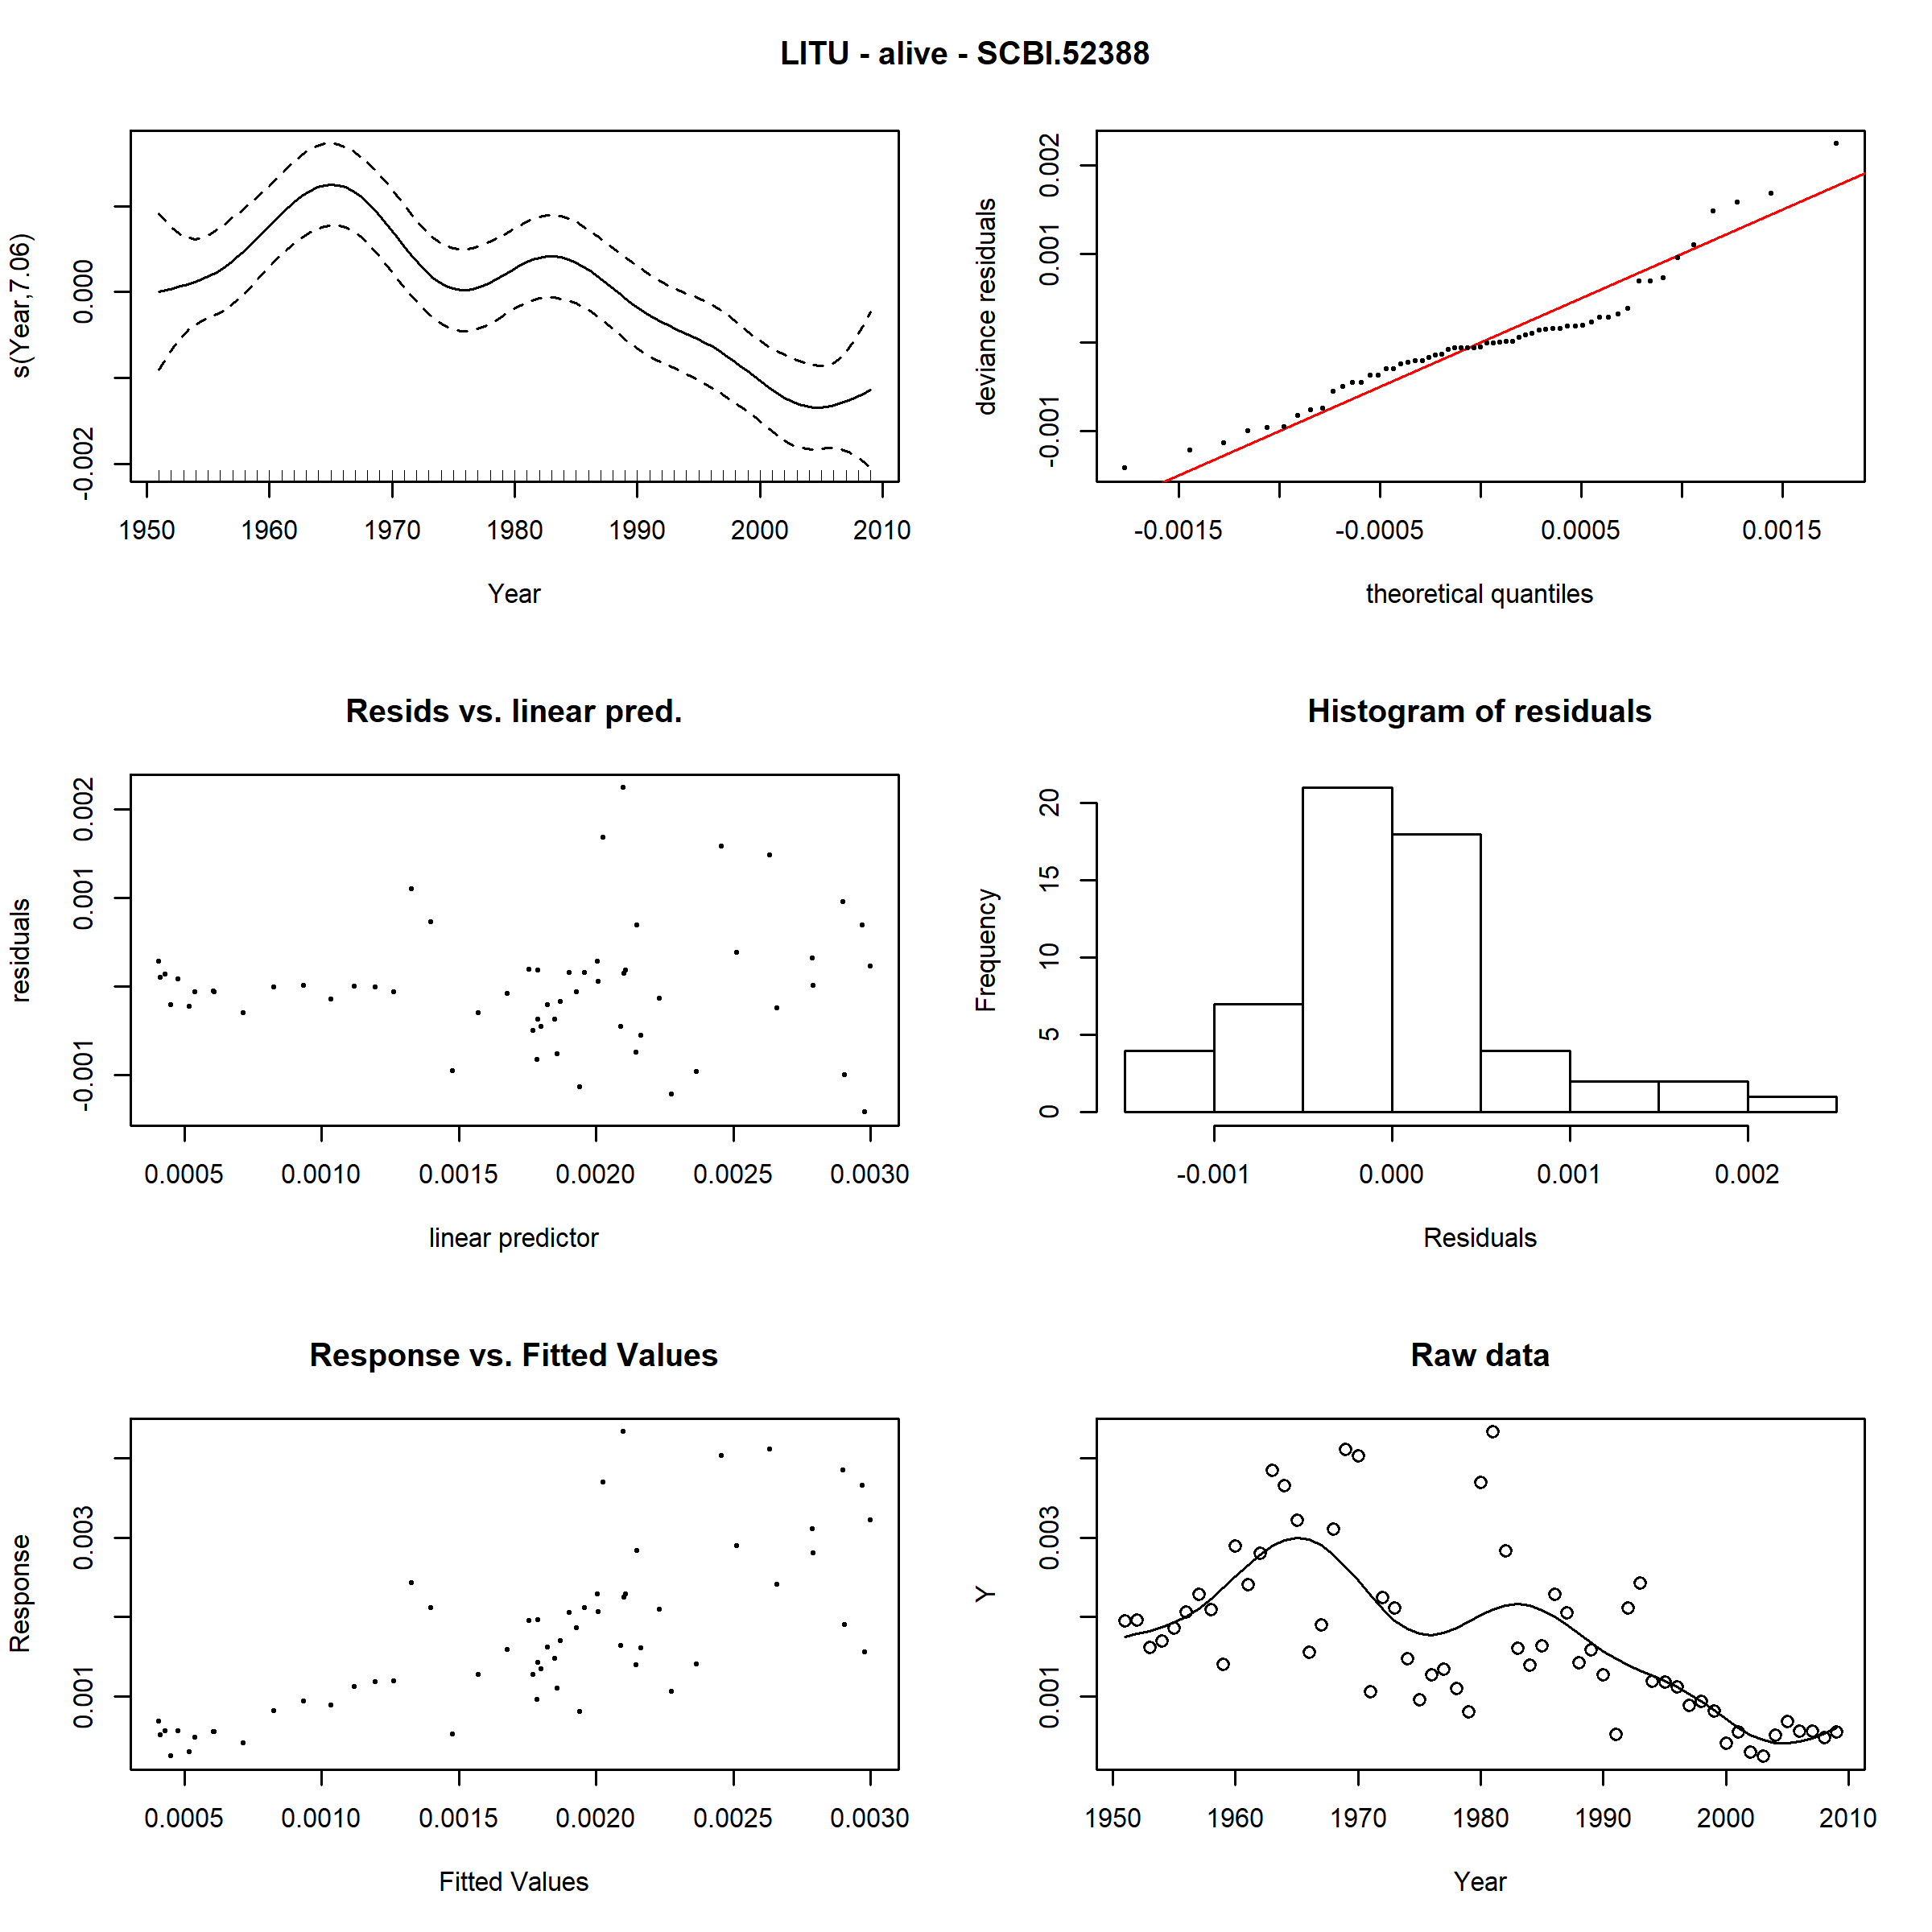 LITU - alive - SCBI.52388
s(Year,7.06)
-0.002 0.000
1950 1960 1970 1980 1990 2000 2010
Year
deviance residuals
-0.001 0.001 0.002
-0.0015 -0.0005 0.0005 0.0015
theoretical quantiles
Resids vs. linear pred.
residuals
-0.001 0.001 0.002
0.0005 0.0010 0.0015 0.0020 0.0025 0.0030
linear predictor
Histogram of residuals
Frequency
0 5 10 15 20
-0.001 0.000 0.001 0.002
Residuals
Response vs. Fitted Values
Response
0.001 0.003
0.0005 0.0010 0.0015 0.0020 0.0025 0.0030
Fitted Values
Raw data
Y
0.001 0.003
1950 1960 1970 1980 1990 2000 2010
Year